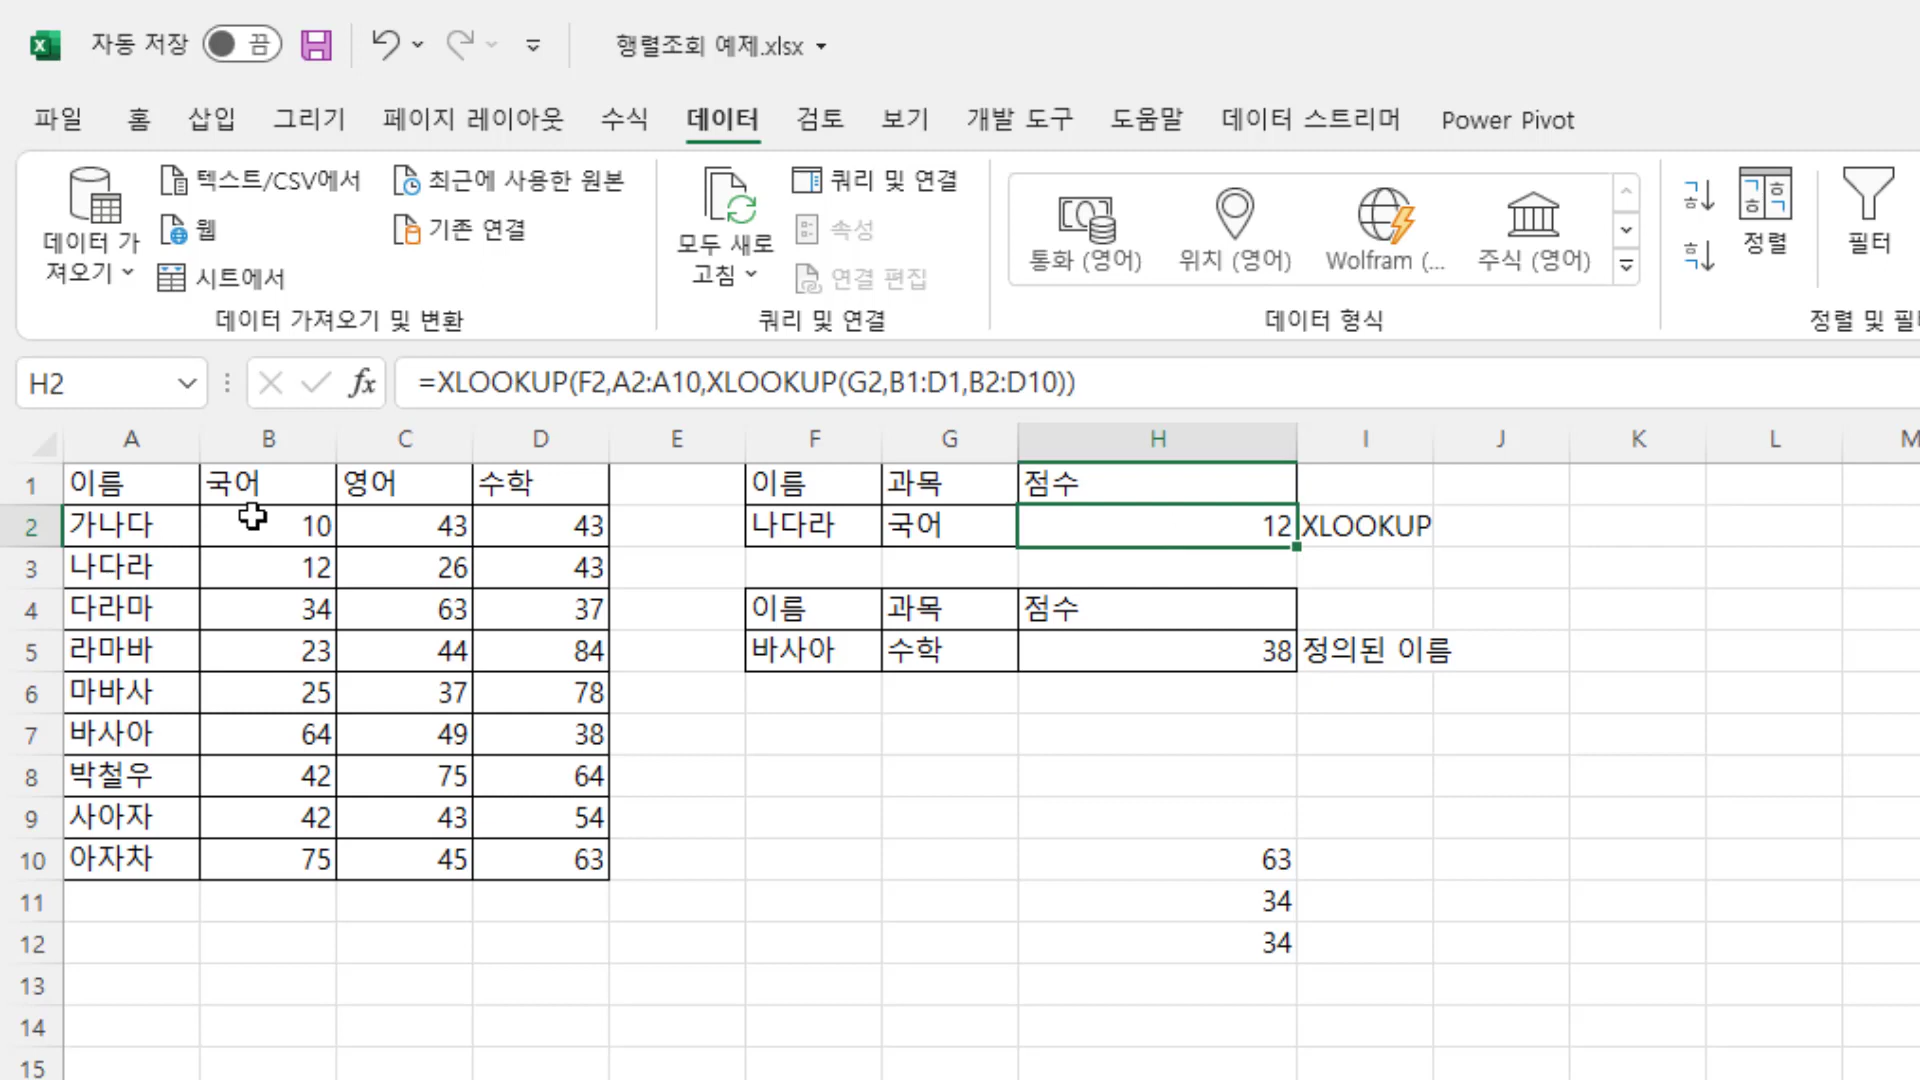 자동 저장 끔 행렬조회 예제.xlsx
파일 홈 삽입 그리기 페이지 레이아웃 수식 데이터 검토 보기 개발 도구 도움말 데이터 스트리머 Power Pivot
데이터 가져오기
텍스트/CSV에서
웹
시트에서
최근에 사용한 원본
기존 연결
데이터 가져오기 및 변환
모두 새로 고침
쿼리 및 연결
속성
연결 편집
쿼리 및 연결
통화 (영어) 위치 (영어) Wolfram (... 주식 (영어)
데이터 형식
정렬
필터
정렬 및 필
H2 fx =XLOOKUP(F2,A2:A10,XLOOKUP(G2,B1:D1,B2:D10))
A B C D E F G H I J K L M
1 이름 국어 영어 수학 이름 과목 점수
2 가나다 10 43 43 나다라 국어 12 XLOOKUP
3 나다라 12 26 43
4 다라마 34 63 37 이름 과목 점수
5 라마바 23 44 84 바사아 수학 38 정의된 이름
6 마바사 25 37 78
7 바사아 64 49 38
8 박철우 42 75 64
9 사아자 42 43 54
10 아자차 75 45 63 63
11 34
12 34
13
14
15